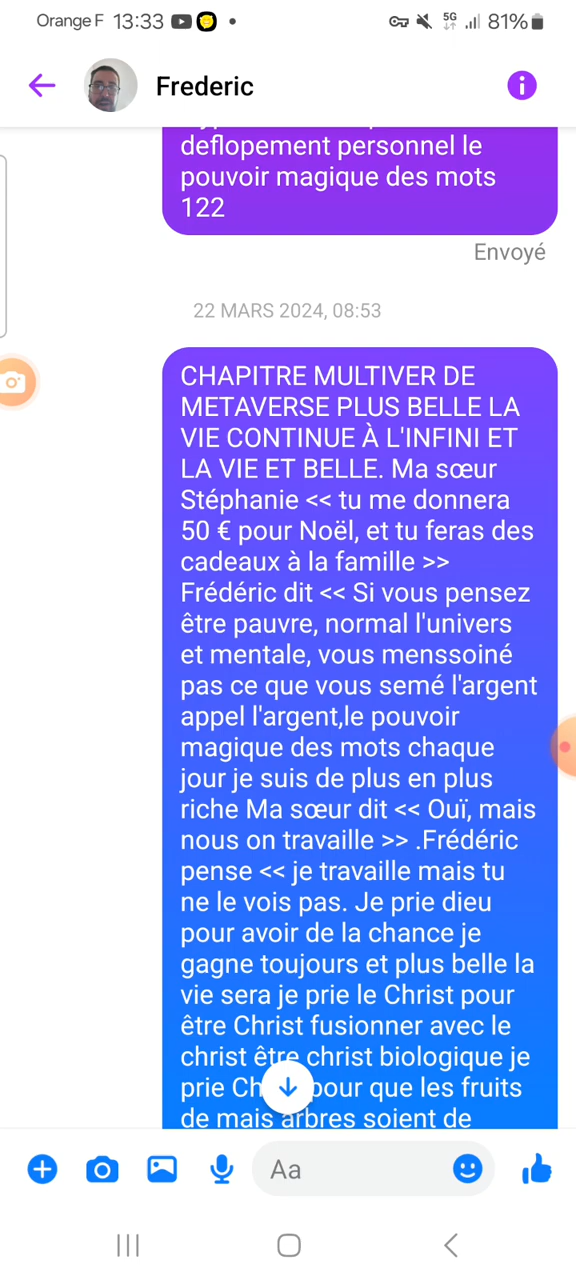 Orange F 13:33
5G
81%
Frederic
deflopement personnel le
pouvoir magique des mots
122
Envoyé
22 MARS 2024, 08:53
CHAPITRE MULTIVER DE
METAVERSE PLUS BELLE LA
VIE CONTINUE À L'INFINI ET
LA VIE ET BELLE. Ma sœur
Stéphanie << tu me donnera
50 € pour Noël, et tu feras des
cadeaux à la famille >>
Frédéric dit << Si vous pensez
être pauvre, normal l'univers
et mentale, vous menssoiné
pas ce que vous semé l'argent
appel l'argent,le pouvoir
magique des mots chaque
jour je suis de plus en plus
riche Ma sœur dit << Ouï, mais
nous on travaille >> .Frédéric
pense << je travaille mais tu
ne le vois pas. Je prie dieu
pour avoir de la chance je
gagne toujours et plus belle la
vie sera je prie le Christ pour
être Christ fusionner avec le
christ être christ biologique je
prie pour que les fruits
de mais arbres soient de
Aa